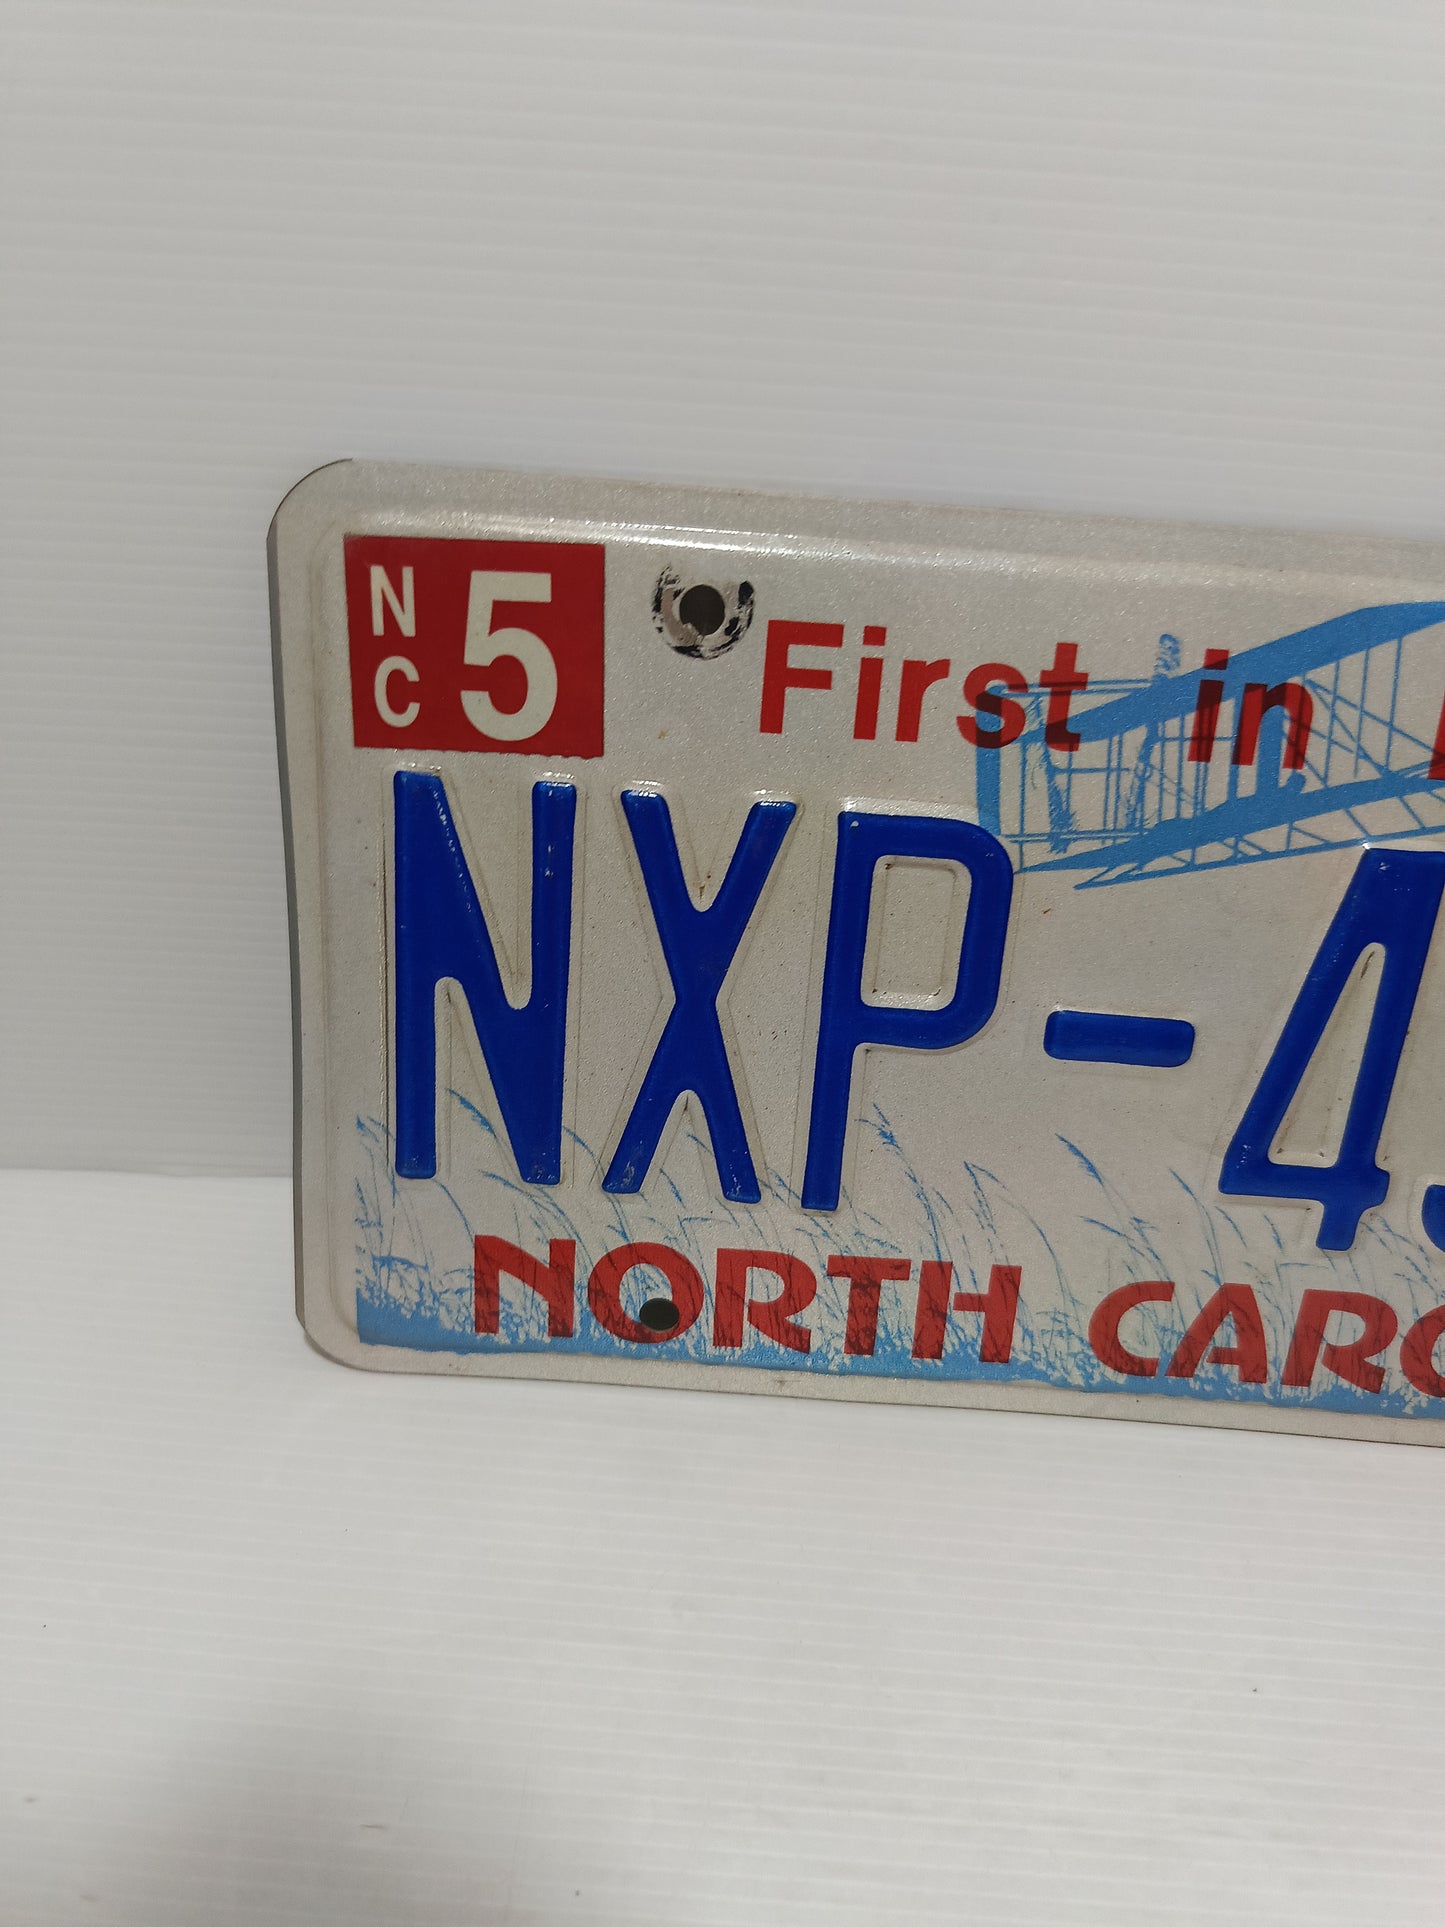 NC 5
First in
NXP-4
NORTH CARO